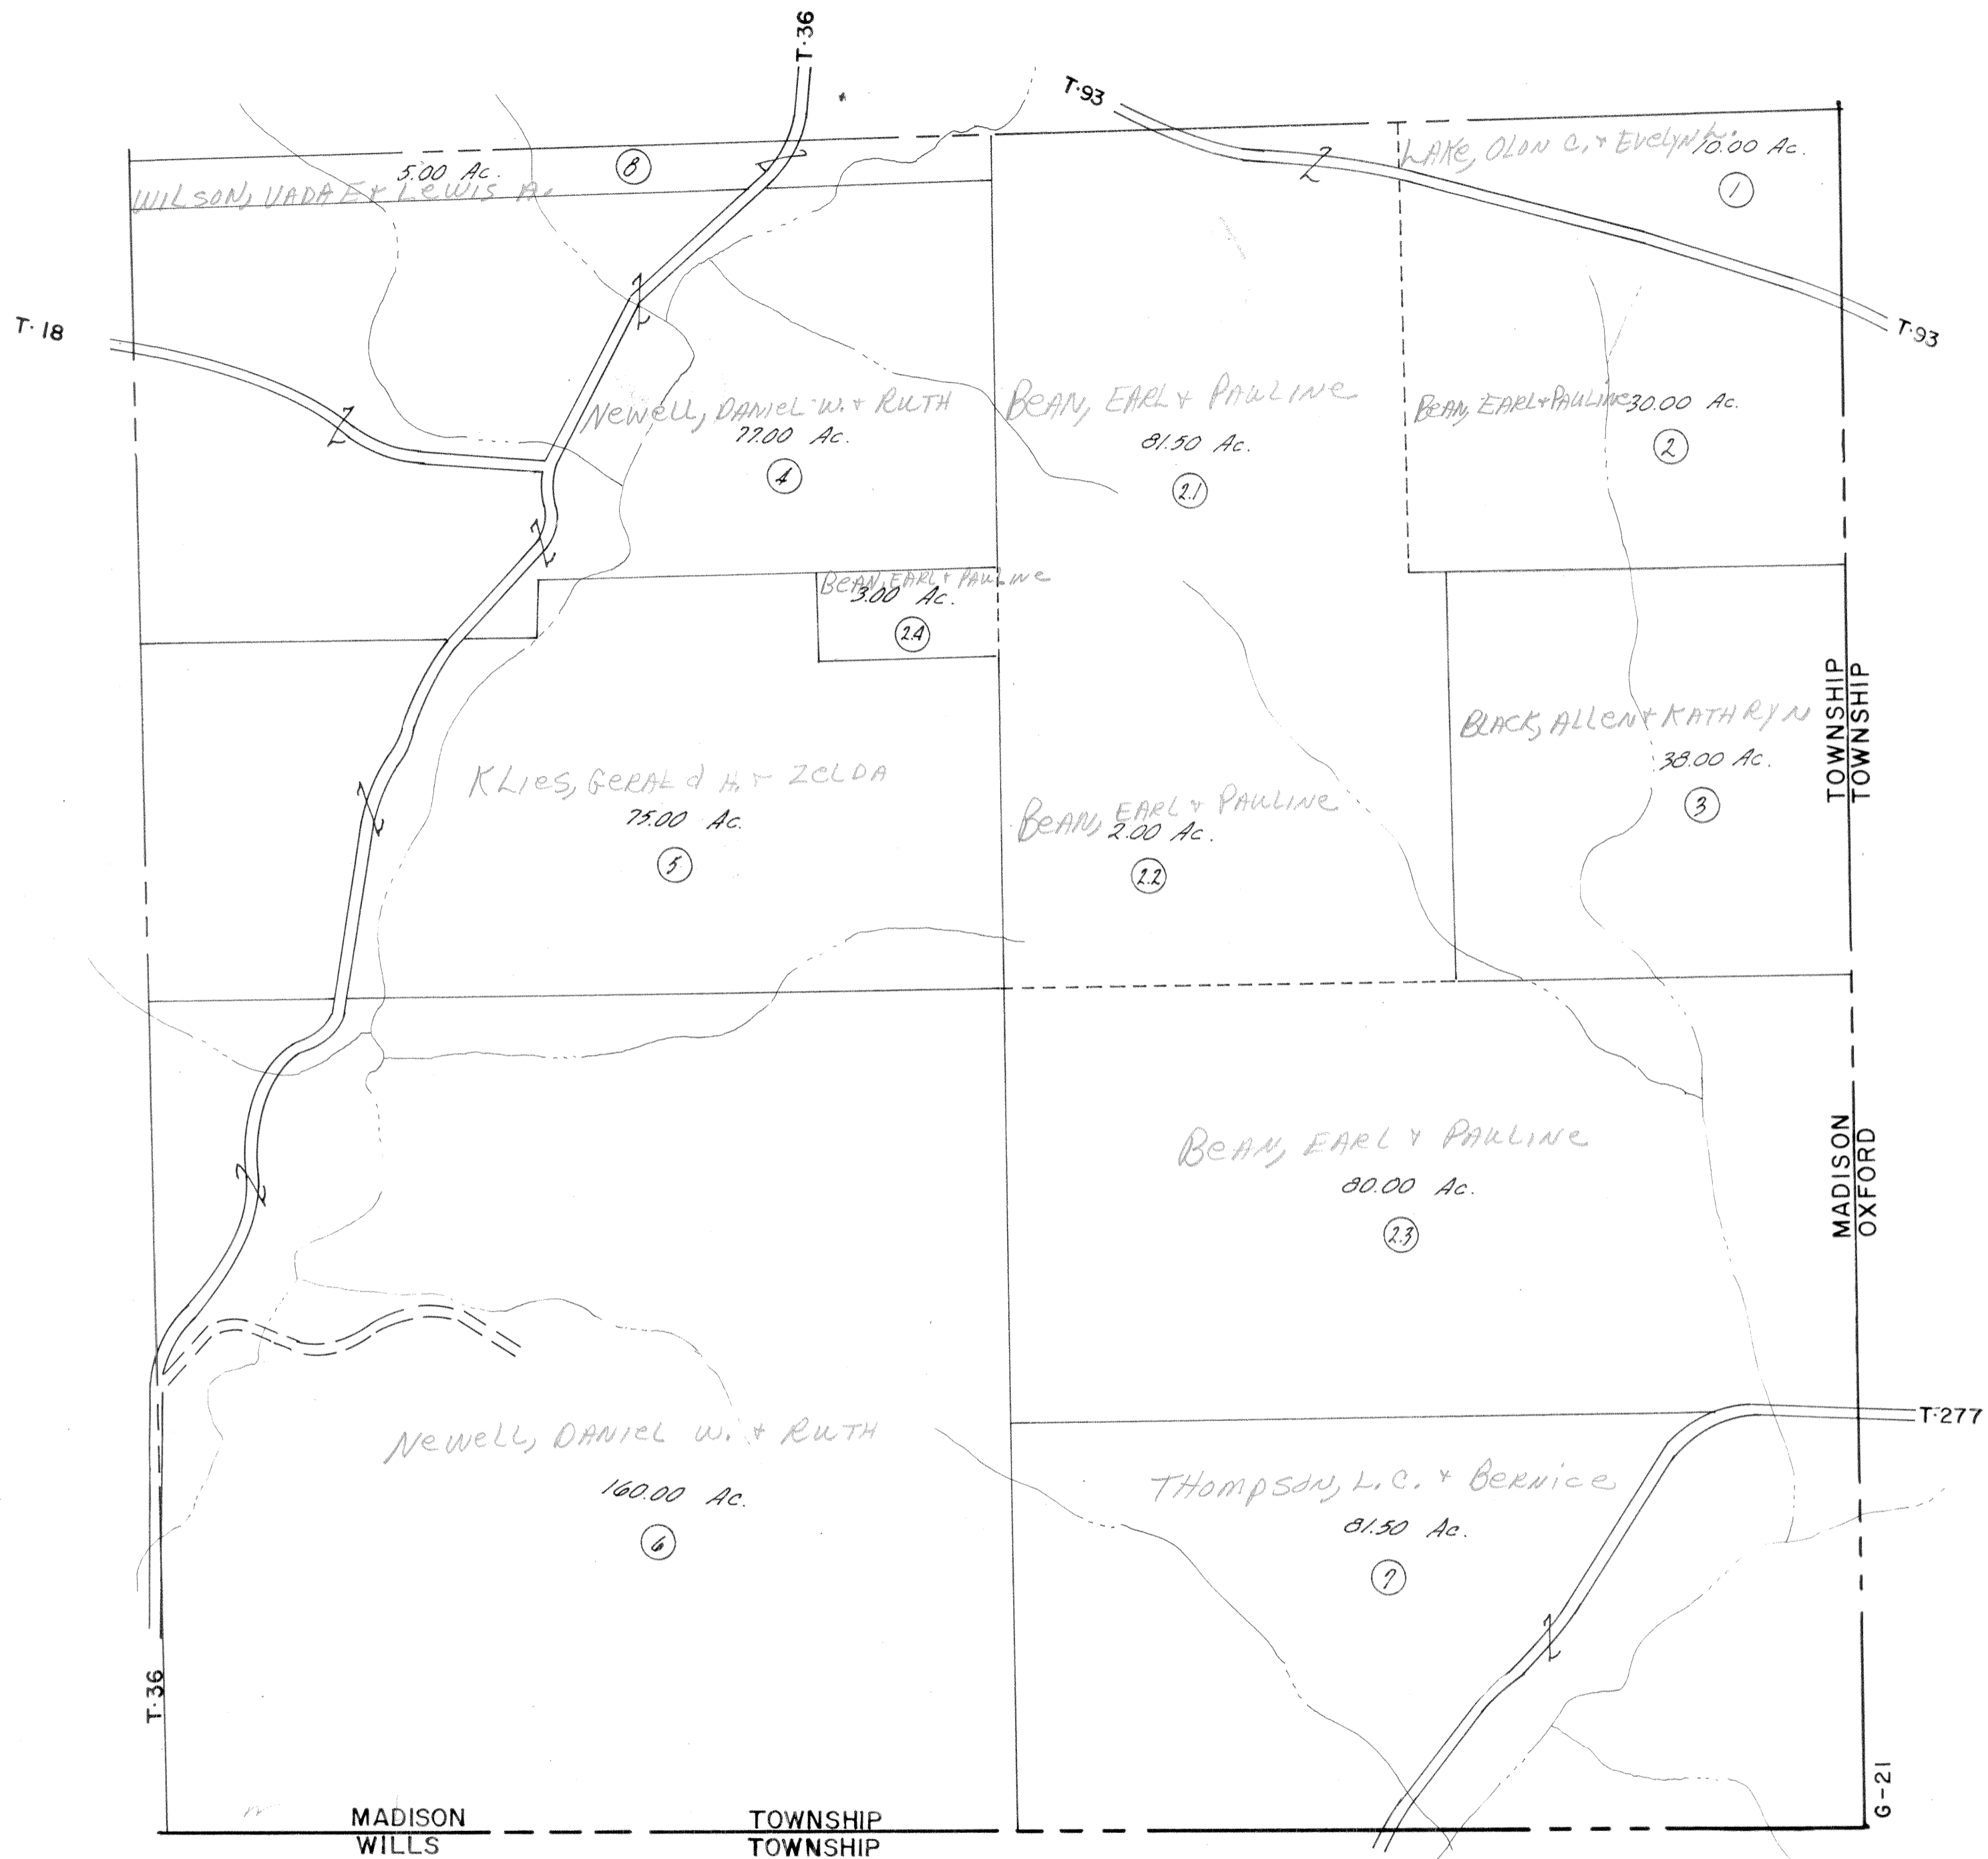 T·36
T·93
LAKE, OLON C. & EVELYN L.
10.00 Ac.
1
5.00 Ac.
8
WILSON, VADA E & LEWIS A.
T·18
T·93
NEWELL, DANIEL W. & RUTH
77.00 Ac.
4
BEAN, EARL & PAULINE
81.50 Ac.
2.1
BEAN, EARL & PAULINE 30.00 Ac.
2
BEAN, EARL & PAULINE
3.00 Ac.
2.4
TOWNSHIP
TOWNSHIP
BLACK, ALLEN & KATHRYN
38.00 Ac.
3
KLIES, GERALD H. & ZELDA
75.00 Ac.
5
BEAN, EARL & PAULINE
2.00 Ac.
2.2
BEAN, EARL & PAULINE
80.00 Ac.
2.3
MADISON
OXFORD
NEWELL, DANIEL W. & RUTH
160.00 Ac.
6
T·277
THOMPSON, L.C. & BERNICE
81.50 Ac.
7
T·36
G-21
MADISON TOWNSHIP
WILLS TOWNSHIP